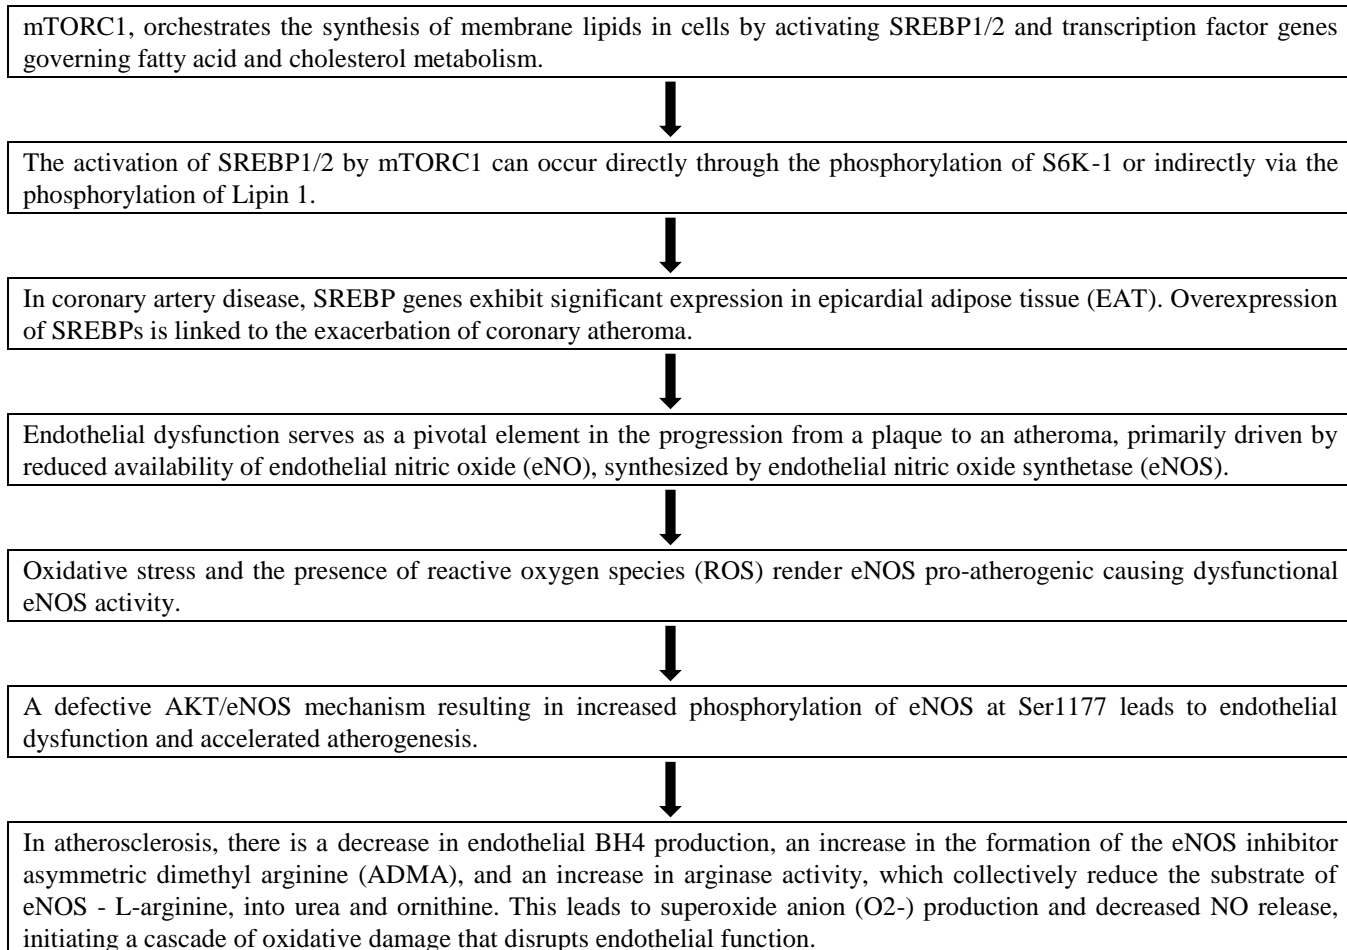 mTORC1, orchestrates the synthesis of membrane lipids in cells by activating SREBP1/2 and transcription factor genes
governing fatty acid and cholesterol metabolism.
The activation of SREBP1/2 by mTORC1 can occur directly through the phosphorylation of S6K-1 or indirectly via the
phosphorylation of Lipin 1.
In coronary artery disease, SREBP genes exhibit significant expression in epicardial adipose tissue (EAT). Overexpression
of SREBPs is linked to the exacerbation of coronary atheroma.
Endothelial dysfunction serves as a pivotal element in the progression from a plaque to an atheroma, primarily driven by
reduced availability of endothelial nitric oxide (eNO), synthesized by endothelial nitric oxide synthetase (eNOS).
Oxidative stress and the presence of reactive oxygen species (ROS) render eNOS pro-atherogenic causing dysfunctional
eNOS activity.
A defective AKT/eNOS mechanism resulting in increased phosphorylation of eNOS at Ser1177 leads to endothelial
dysfunction and accelerated atherogenesis.
In atherosclerosis, there is a decrease in endothelial BH4 production, an increase in the formation of the eNOS inhibitor
asymmetric dimethyl arginine (ADMA), and an increase in arginase activity, which collectively reduce the substrate of
eNOS - L-arginine, into urea and ornithine. This leads to superoxide anion (O2-) production and decreased NO release,
initiating a cascade of oxidative damage that disrupts endothelial function.